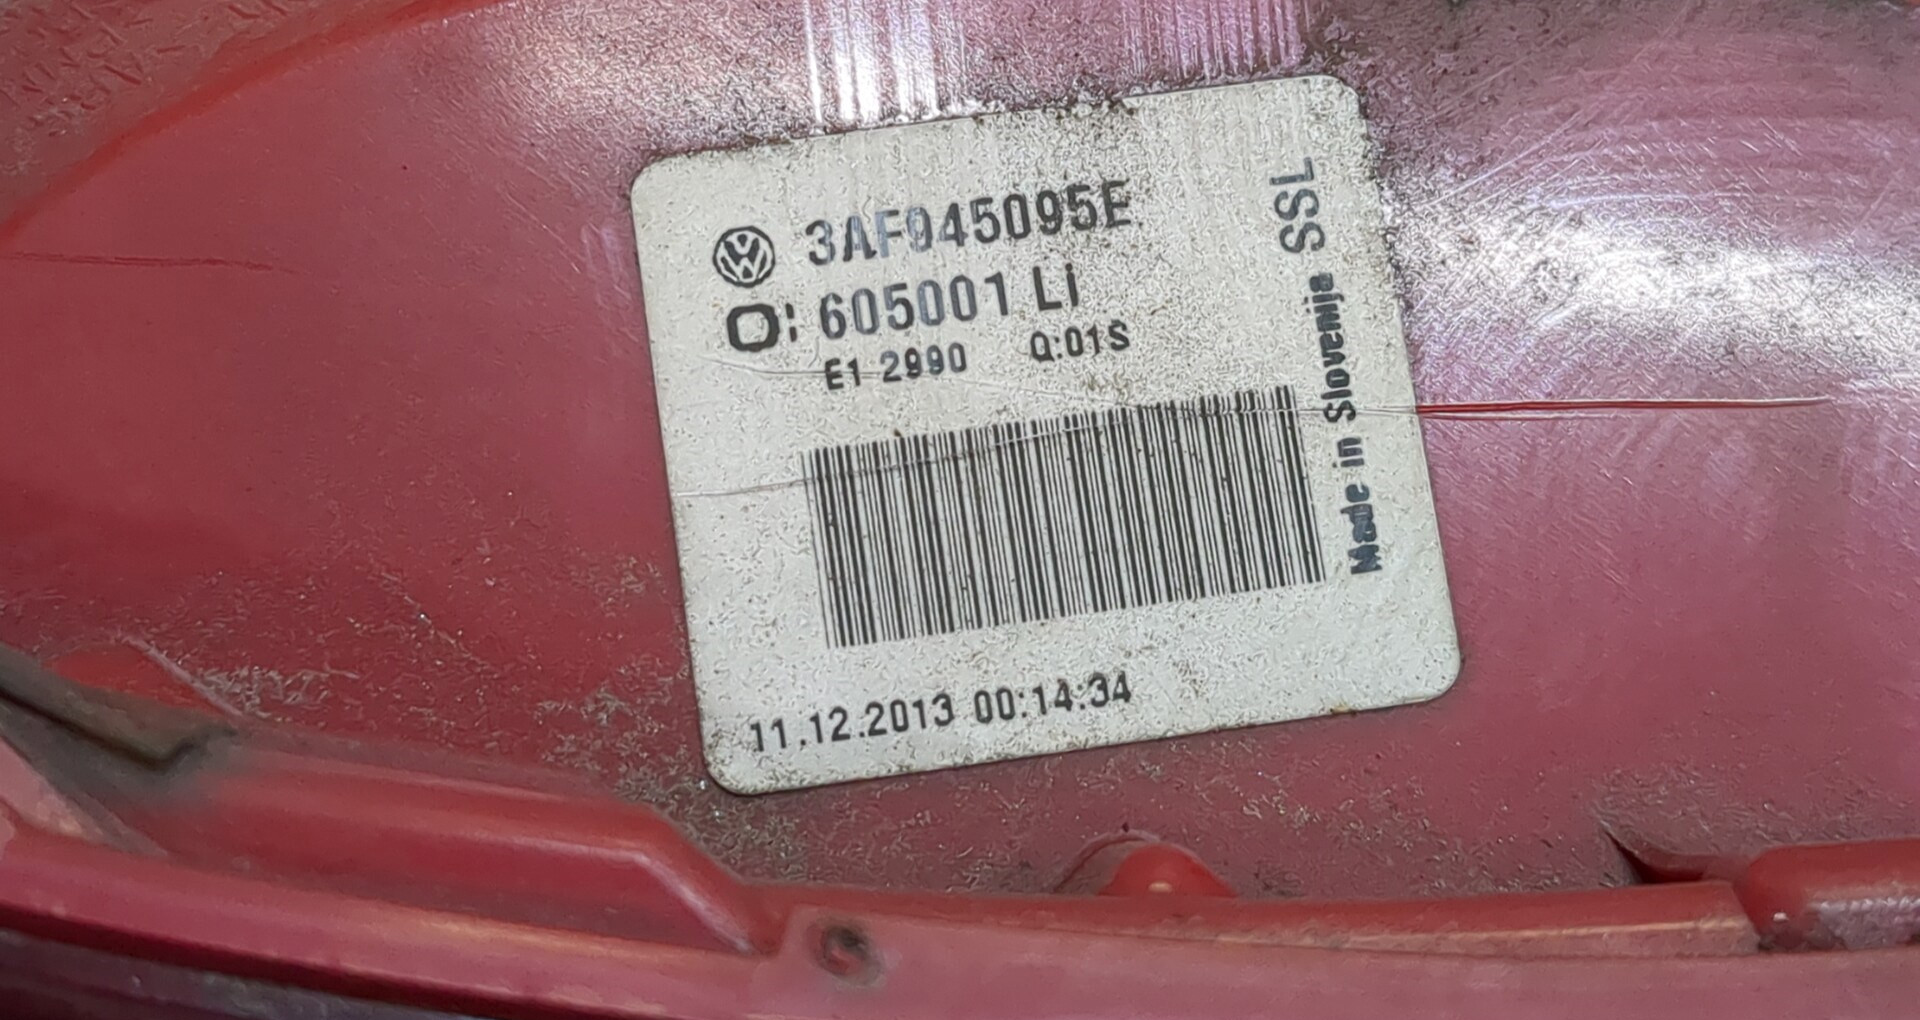 3AF945095E
O: 605001 Li
E1 2990 Q:01S
11.12.2013 00:14:34
Made in Slovenija SSL